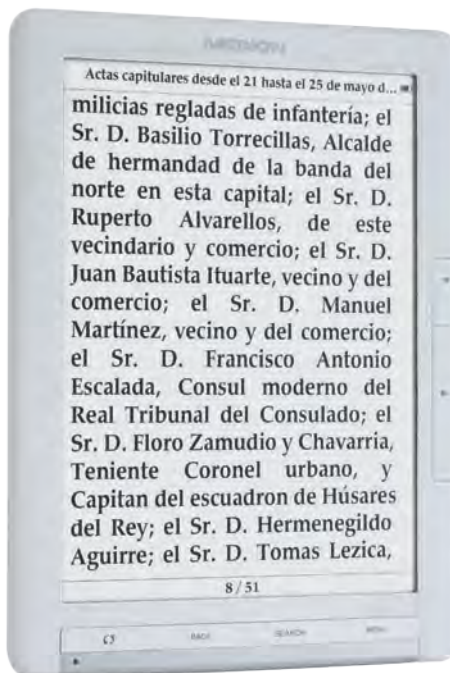 Actas capitulares desde el 21 hasta el 25 de mayo d...
milicias regladas de infantería; el
Sr. D. Basilio Torrecillas, Alcalde
de hermandad de la banda del
norte en esta capital; el Sr. D.
Ruperto Alvarellos, de este
vecindario y comercio; el Sr. D.
Juan Bautista Ituarte, vecino y del
comercio; el Sr. D. Manuel
Martínez, vecino y del comercio;
el Sr. D. Francisco Antonio
Escalada, Consul moderno del
Real Tribunal del Consulado; el
Sr. D. Floro Zamudio y Chavarria,
Teniente Coronel urbano, y
Capitan del escuadron de Húsares
del Rey; el Sr. D. Hermenegildo
Aguirre; el Sr. D. Tomas Lezica,
8 / 51
BACK SEARCH MENU